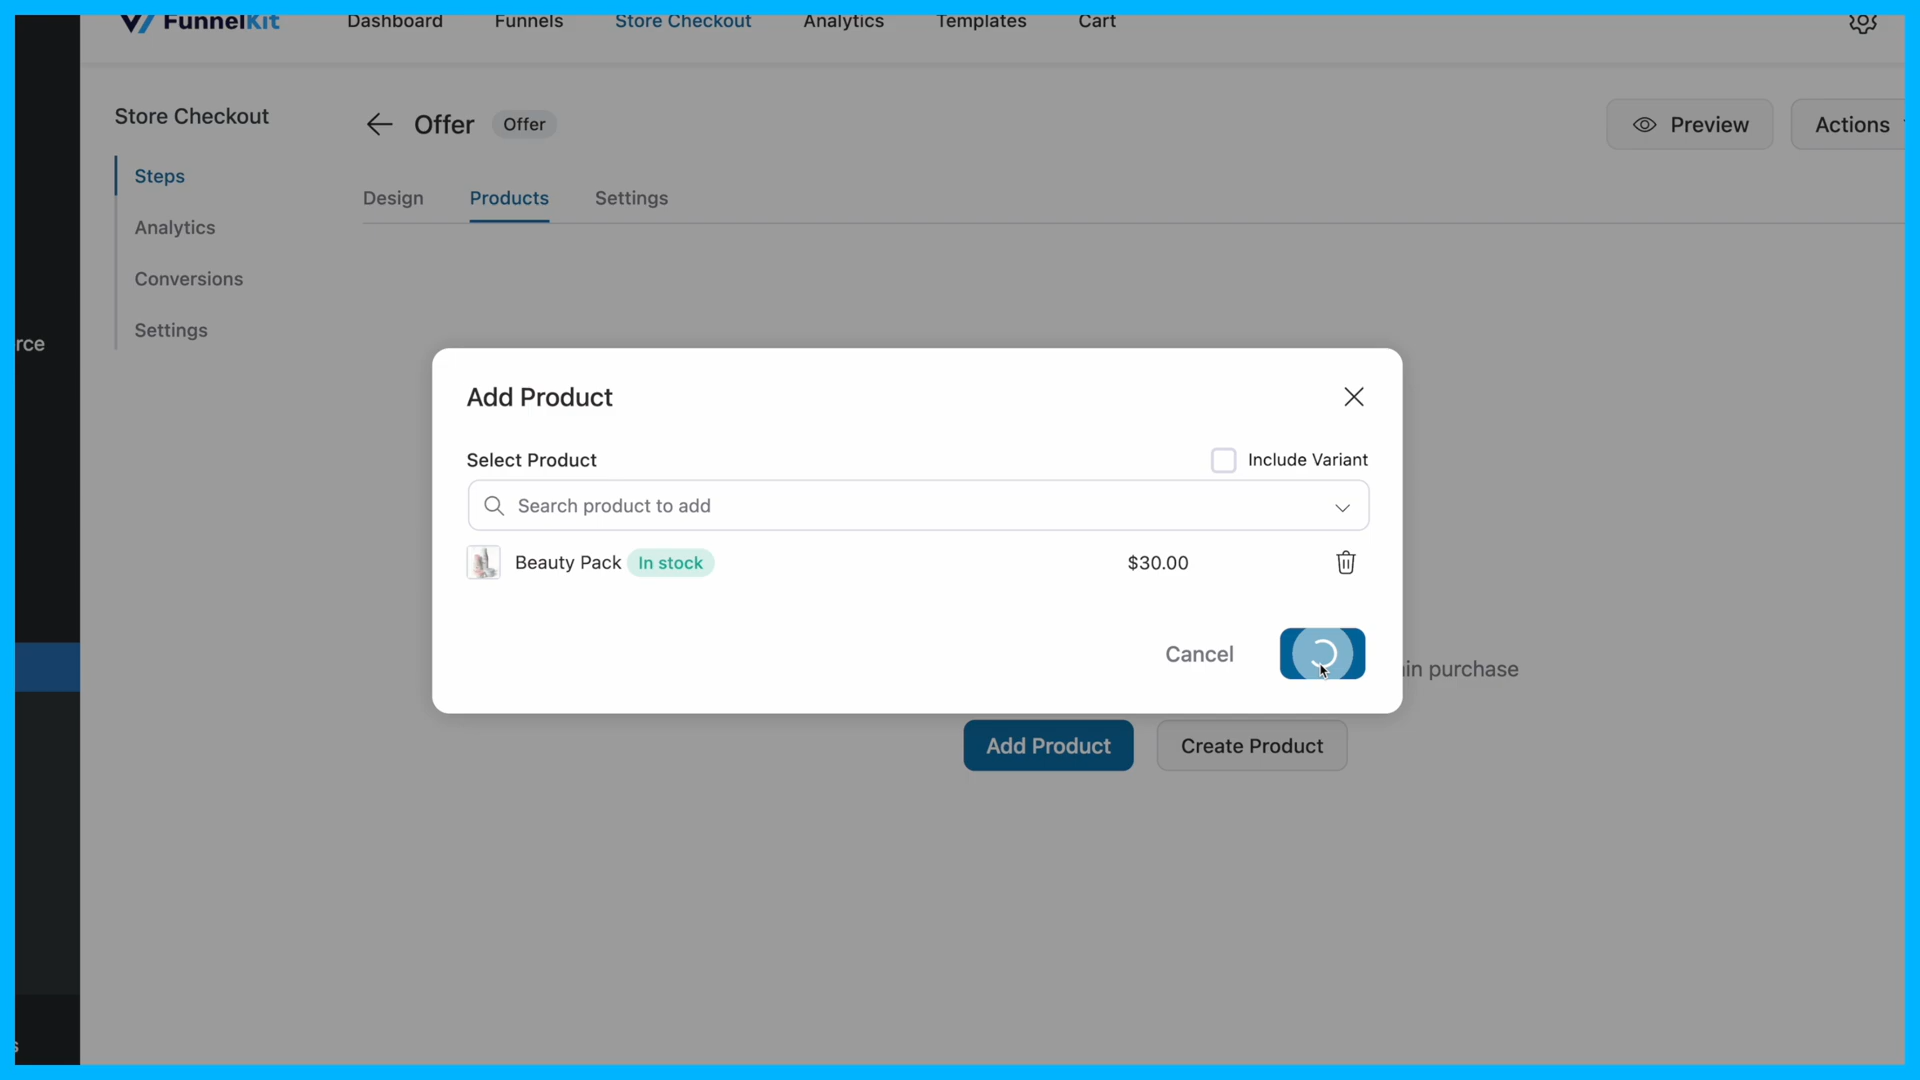 FunnelKit
Dashboard
Funnels
Store Checkout
Analytics
Templates
Cart
Store Checkout
Steps
Analytics
Conversions
Settings
rce
s
Offer
Offer
Preview
Actions
Design
Products
Settings
Add Product
Select Product
Include Variant
Search product to add
Beauty Pack
In stock
$30.00
Cancel
in purchase
Add Product
Create Product